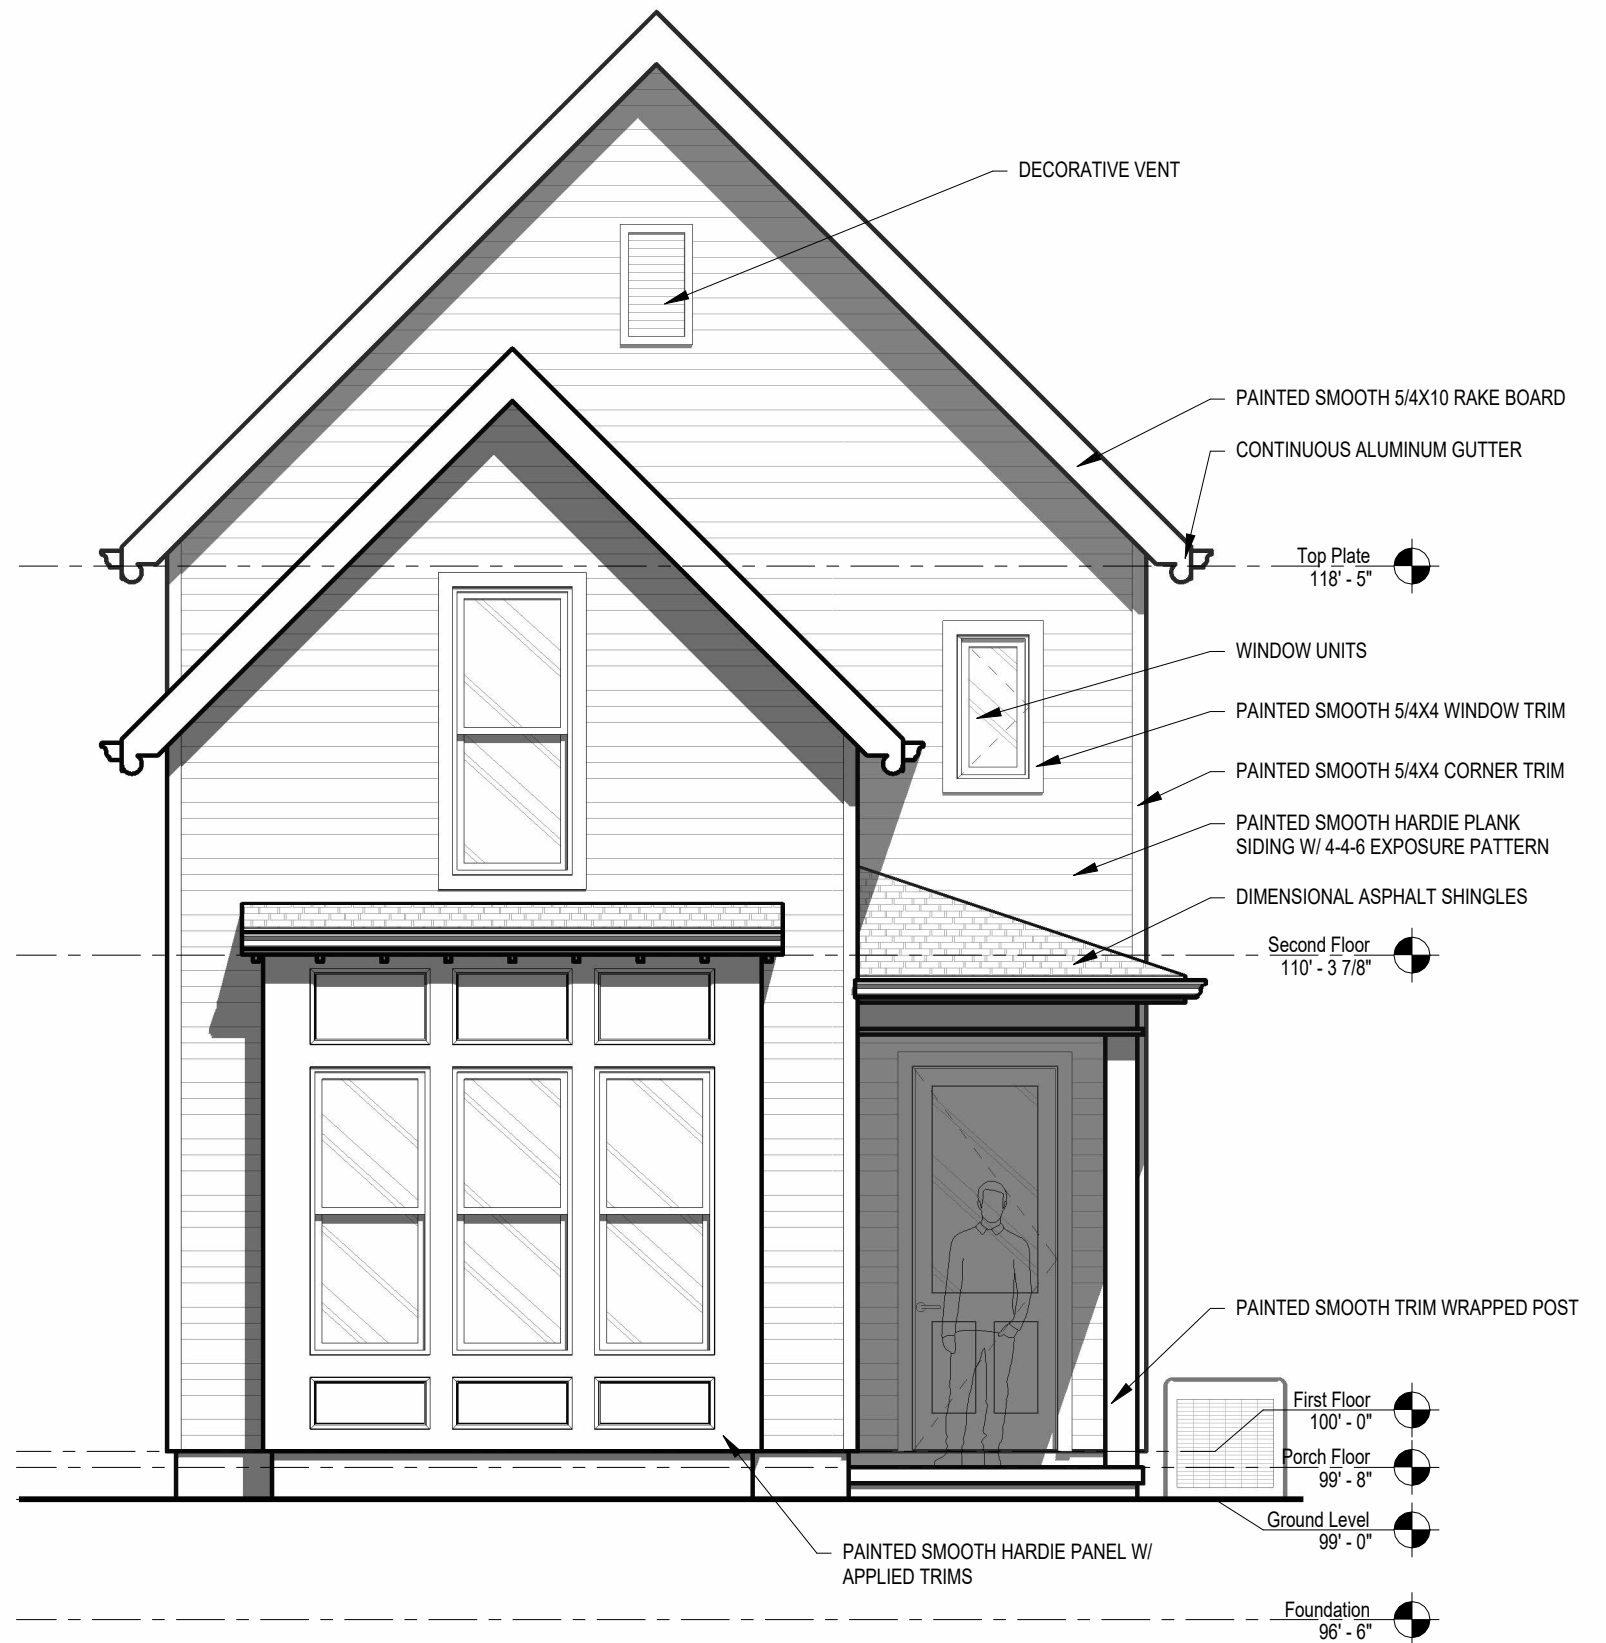 DECORATIVE VENT
PAINTED SMOOTH 5/4X10 RAKE BOARD
CONTINUOUS ALUMINUM GUTTER
Top Plate
118' - 5"
WINDOW UNITS
PAINTED SMOOTH 5/4X4 WINDOW TRIM
PAINTED SMOOTH 5/4X4 CORNER TRIM
PAINTED SMOOTH HARDIE PLANK
SIDING W/ 4-4-6 EXPOSURE PATTERN
DIMENSIONAL ASPHALT SHINGLES
Second Floor
110' - 3 7/8"
PAINTED SMOOTH TRIM WRAPPED POST
First Floor
100' - 0"
Porch Floor
99' - 8"
Ground Level
99' - 0"
PAINTED SMOOTH HARDIE PANEL W/
APPLIED TRIMS
Foundation
96' - 6"